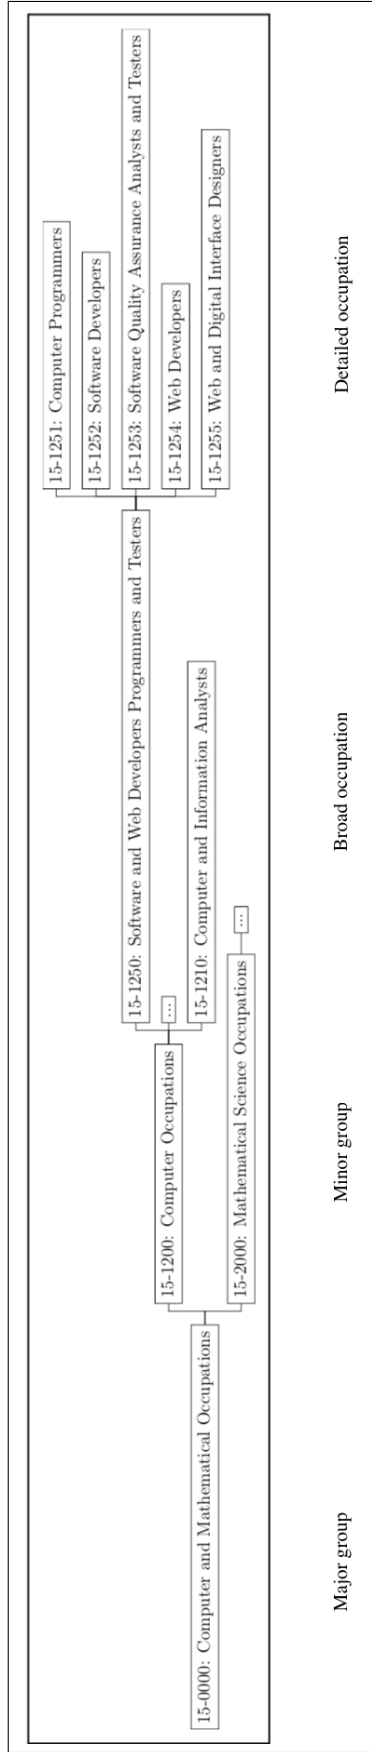 15-0000: Computer and Mathematical Occupations
15-1200: Computer Occupations
15-2000: Mathematical Science Occupations
15-1250: Software and Web Developers Programmers and Testers
...
15-1210: Computer and Information Analysts
...
15-1251: Computer Programmers
15-1252: Software Developers
15-1253: Software Quality Assurance Analysts and Testers
15-1254: Web Developers
15-1255: Web and Digital Interface Designers
Major group
Minor group
Broad occupation
Detailed occupation